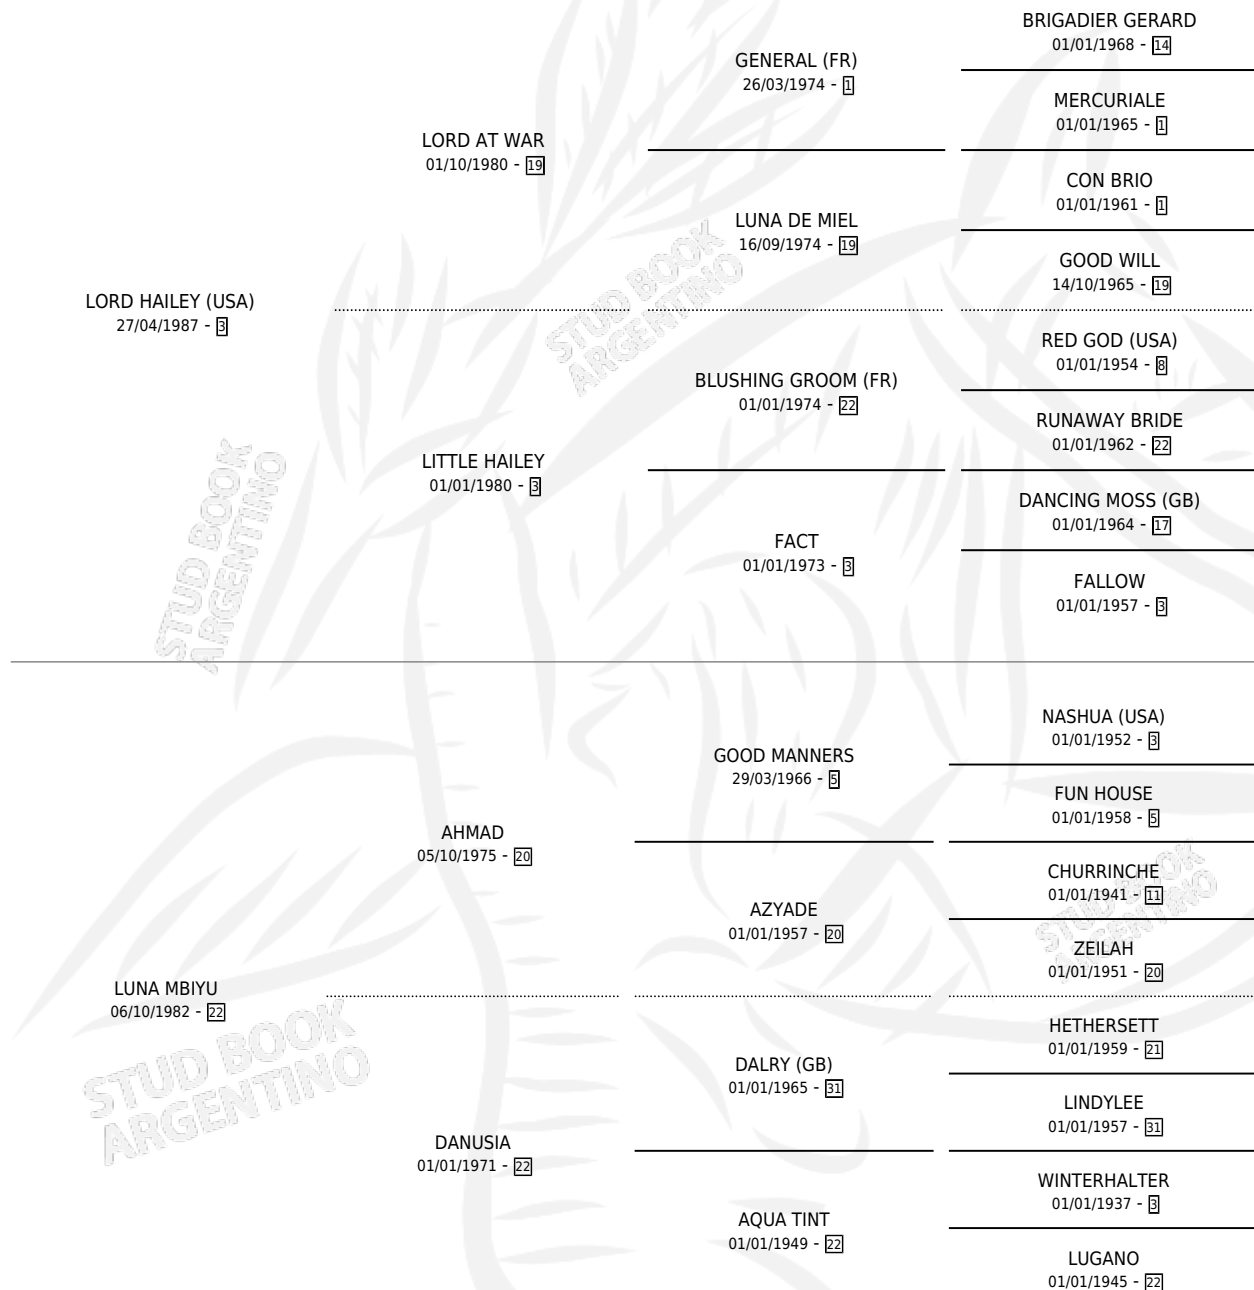 BRIGADIER GERARD
01/01/1968 - 14
GENERAL (FR)
26/03/1974 - 1
MERCURIALE
01/01/1965 - 1
LORD AT WAR
01/10/1980 - 19
CON BRIO
01/01/1961 - 1
LUNA DE MIEL
16/09/1974 - 19
GOOD WILL
14/10/1965 - 19
LORD HAILEY (USA)
27/04/1987 - 3
RED GOD (USA)
01/01/1954 - 8
BLUSHING GROOM (FR)
01/01/1974 - 22
RUNAWAY BRIDE
01/01/1962 - 22
LITTLE HAILEY
01/01/1980 - 3
DANCING MOSS (GB)
01/01/1964 - 17
FACT
01/01/1973 - 3
FALLOW
01/01/1957 - 3
NASHUA (USA)
01/01/1952 - 3
GOOD MANNERS
29/03/1966 - 5
FUN HOUSE
01/01/1958 - 5
AHMAD
05/10/1975 - 20
CHURRINCHE
01/01/1941 - 11
AZYADE
01/01/1957 - 20
ZEILAH
01/01/1951 - 20
LUNA MBIYU
06/10/1982 - 22
HETHERSETT
01/01/1959 - 21
DALRY (GB)
01/01/1965 - 31
LINDYLEE
01/01/1957 - 31
DANUSIA
01/01/1971 - 22
WINTERHALTER
01/01/1937 - 3
AQUA TINT
01/01/1949 - 22
LUGANO
01/01/1945 - 22
STUD BOOK
ARGENTINO
STUD BOOK
ARGENTINO
STUD BOOK
ARGENTINO
STUD BOOK
ARGENTINO